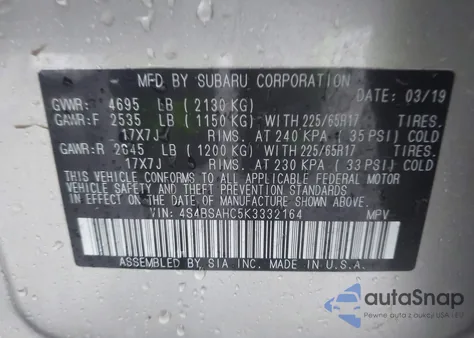 MFD BY SUBARU CORPORATION
GVWR: 4695 LB (2130 KG) DATE: 03/19
GAWR:F 2535 LB (1150 KG) WITH 225/65R17 TIRES.
17X7J RIMS. AT 240 KPA (35 PSI) COLD
GAWR:R 2645 LB (1200 KG) WITH 225/65R17 TIRES.
17X7J RIMS. AT 230 KPA (33 PSI) COLD
THIS VEHICLE CONFORMS TO ALL APPLICABLE FEDERAL MOTOR
VEHICLE SAFETY AND THEFT PREVENTION STANDARDS
IN EFFECT ON THE DATE OF MANUFACTURE SHOWN ABOVE.
VIN: 4S4BSAHC5K3332164 MPV
ASSEMBLED BY SIA INC. MADE IN U.S.A.
autoSnap
Pewne auto z USA i EU